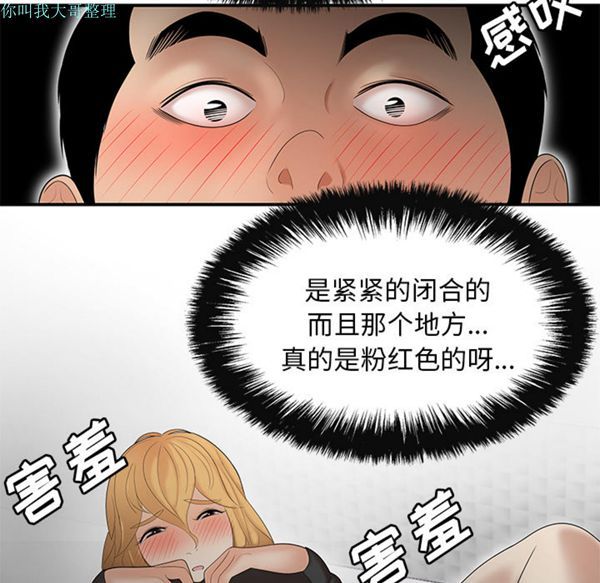 你叫我大哥整理
感叹
是紧紧的闭合的
而且那个地方...
真的是粉红色的呀...
害羞
害羞